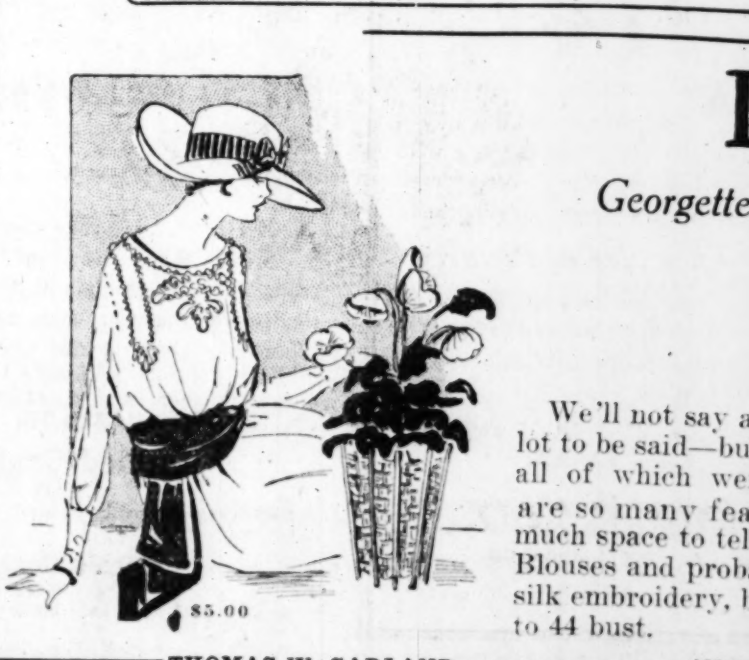 Georgette
We'll not say a
lot to be said—bu
all of which we
are so many fea
much space to tel
Blouses and prob
silk embroidery, b
to 44 bust.
$5.00